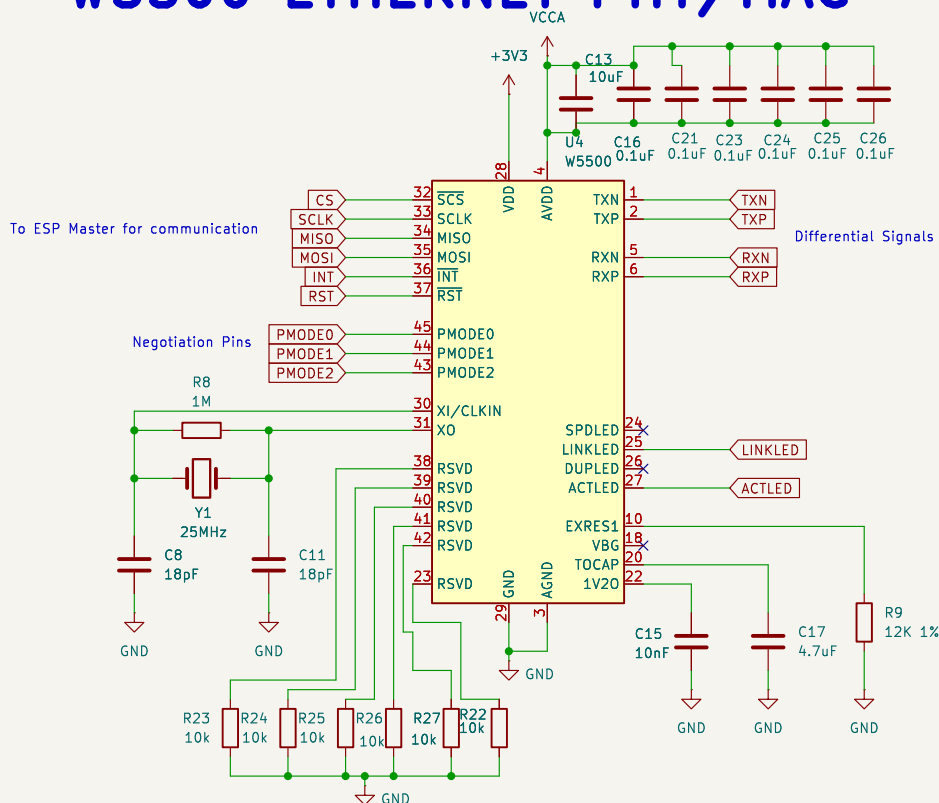 W5500 ETHERNET PHY/MAC
VCCA
+3V3
C13
10uF
U4
W5500
C16
0.1uF
C21
0.1uF
C23
0.1uF
C24
0.1uF
C25
0.1uF
C26
0.1uF
28
4
VDD
AVDD
To ESP Master for communication
CS 32 SCS
SCLK 33 SCLK
MISO 34 MISO
MOSI 35 MOSI
INT 36 INT
RST 37 RST
Negotiation Pins
PMODE0 45 PMODE0
PMODE1 44 PMODE1
PMODE2 43 PMODE2
30 XI/CLKIN
31 XO
38 RSVD
39 RSVD
40 RSVD
41 RSVD
42 RSVD
23 RSVD
TXN 1 TXN
TXP 2 TXP
RXN 5 RXN
RXP 6 RXP
Differential Signals
SPDLED 24
LINKLED 25 LINKLED
DUPLED 26
ACTLED 27 ACTLED
EXRES1 10
VBG 18
TOCAP 20
1V2O 22
GND
AGND
29
3
GND
R8
1M
Y1
25MHz
C8
18pF
C11
18pF
GND
GND
C15
10nF
C17
4.7uF
R9
12K 1%
GND
GND
GND
R23
10k
R24
10k
R25
10k
R26
10k
R27
10k
R22
10k
GND